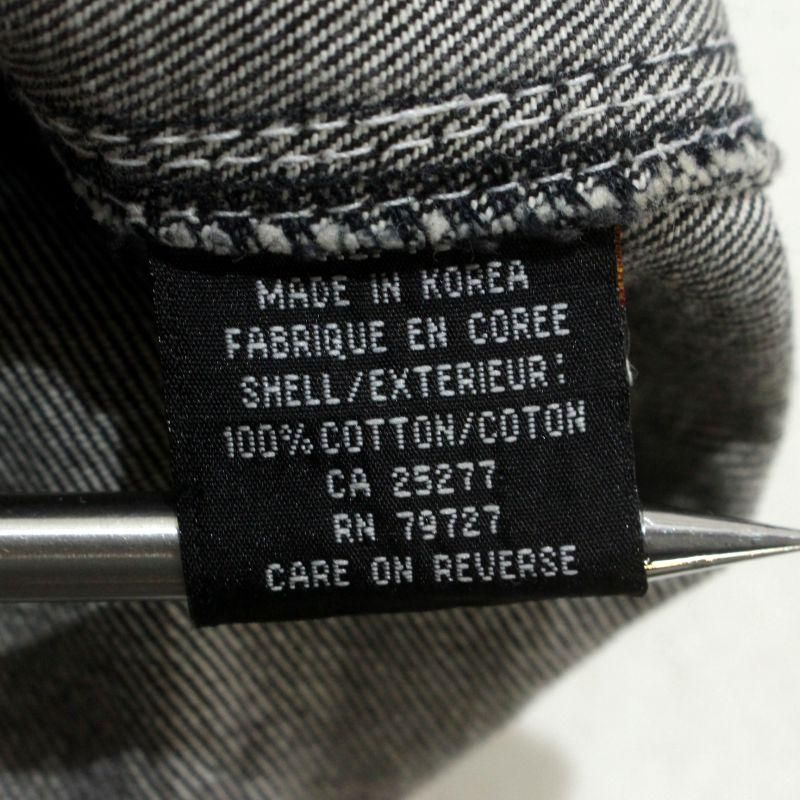 MADE IN KOREA
FABRIQUE EN COREE
SHELL/EXTERIEUR:
100% COTTON/COTON
CA 25277
RN 79727
CARE ON REVERSE